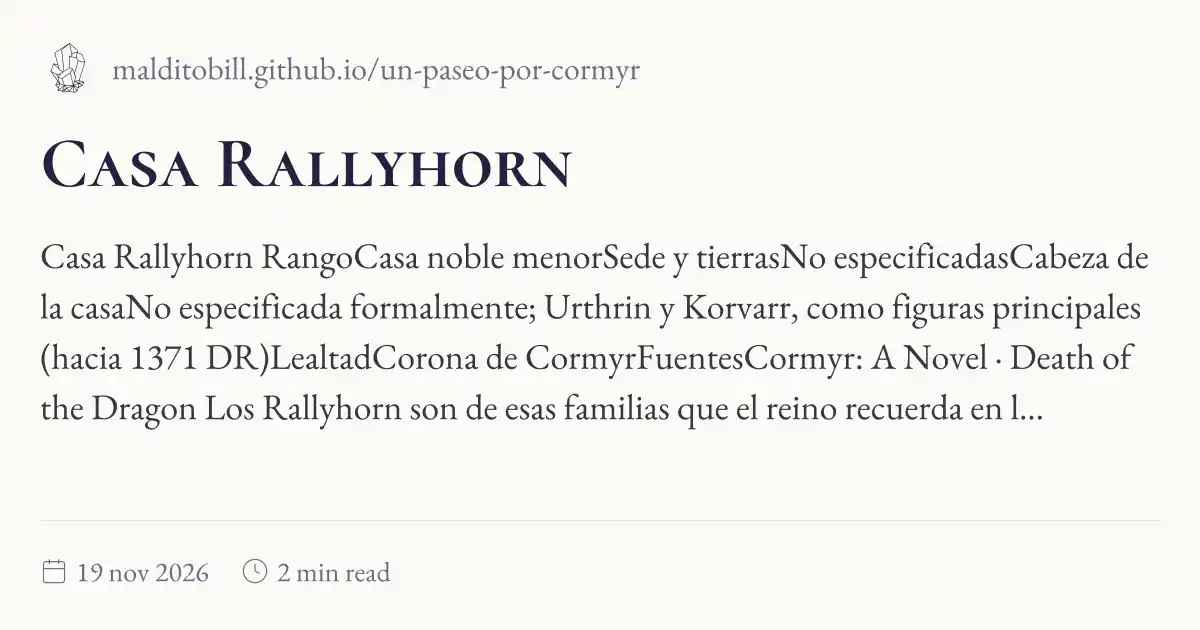 malditobill.github.io/un-paseo-por-cormyr
Casa Rallyhorn
Casa Rallyhorn RangoCasa noble menorSede y tierrasNo especificadasCabeza de
la casaNo especificada formalmente; Urthrin y Korvarr, como figuras principales
(hacia 1371 DR)LealtadCorona de CormyrFuentesCormyr: A Novel · Death of
the Dragon Los Rallyhorn son de esas familias que el reino recuerda en l...
19 nov 2026 2 min read